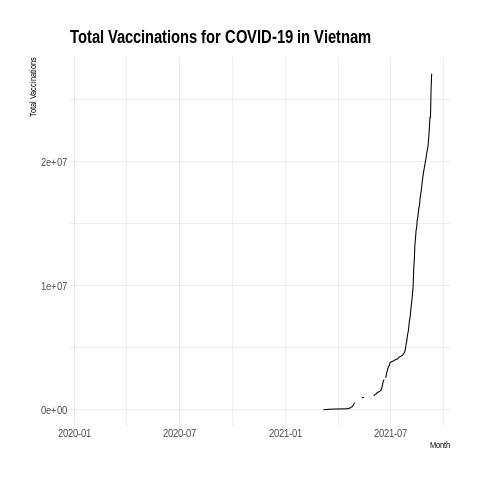 Total Vaccinations for COVID-19 in Vietnam
Total Vaccinations
2e+07
1e+07
0e+00
2020-01 2020-07 2021-01 2021-07
Month